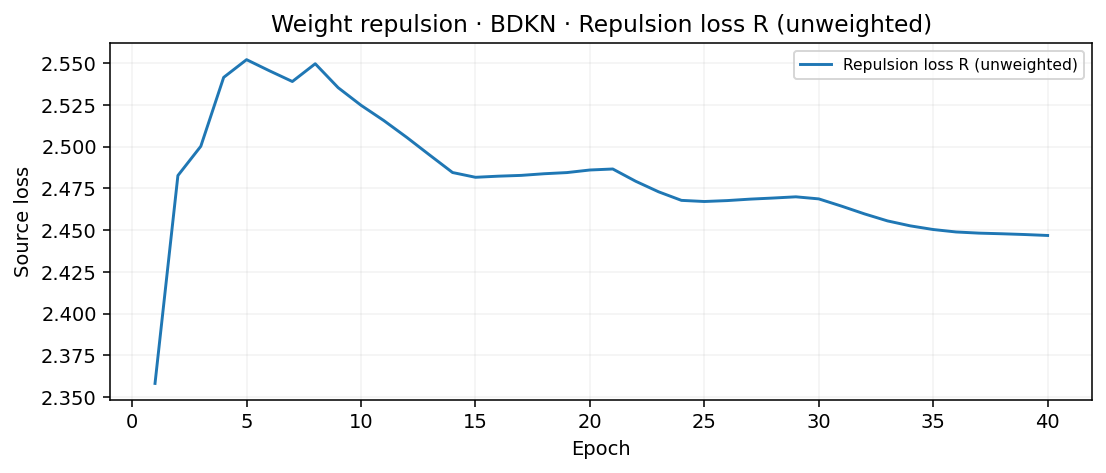 Weight repulsion · BDKN · Repulsion loss R (unweighted)
Repulsion loss R (unweighted)
Source loss
2.550
2.525
2.500
2.475
2.450
2.425
2.400
2.375
2.350
0 5 10 15 20 25 30 35 40
Epoch